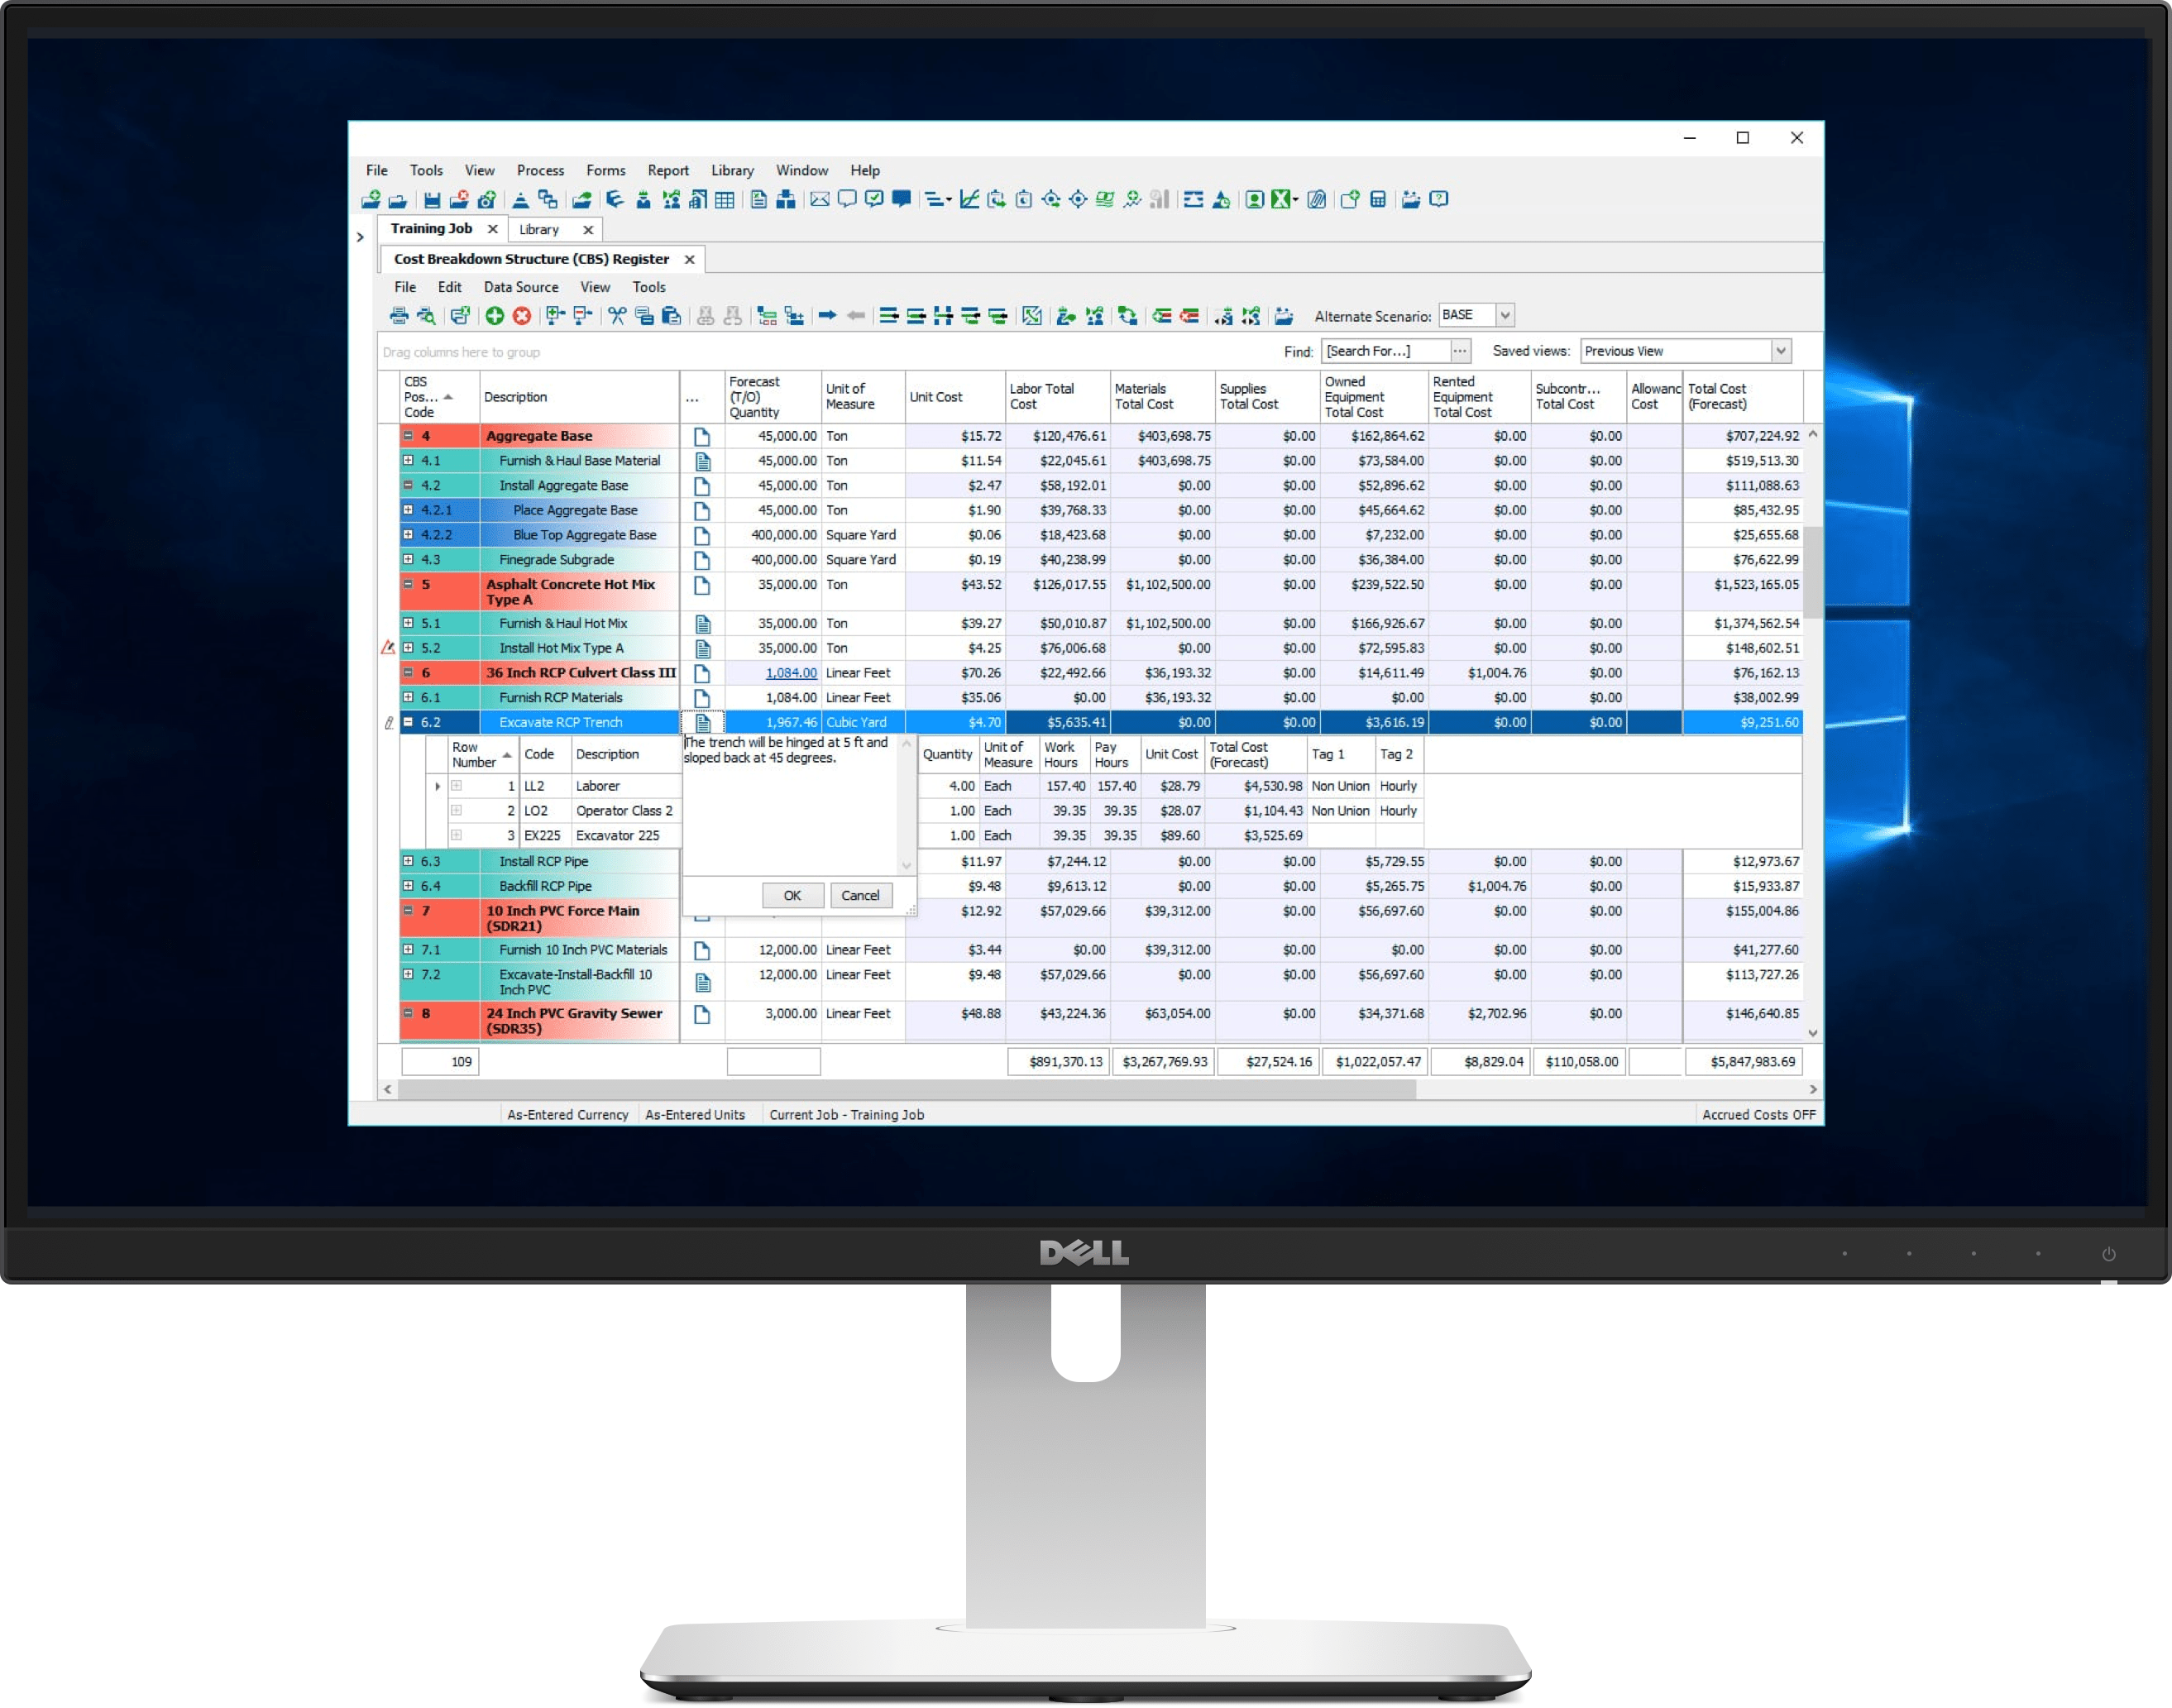 File Tools View Process Forms Report Library Window Help
Training Job Library
Cost Breakdown Structure (CBS) Register
File Edit Data Source View Tools
Alternate Scenario: BASE
Drag columns here to group Find: [Search For...] Saved views: Previous View
CBS Pos... Code Description ... Forecast (T/O) Quantity Unit of Measure Unit Cost Labor Total Cost Materials Total Cost Supplies Total Cost Owned Equipment Total Cost Rented Equipment Total Cost Subcontr... Total Cost Allowanc Cost Total Cost (Forecast)
4 Aggregate Base 45,000.00 Ton $15.72 $120,476.61 $403,698.75 $0.00 $162,864.62 $0.00 $0.00 $707,224.92
4.1 Furnish & Haul Base Material 45,000.00 Ton $11.54 $22,045.61 $403,698.75 $0.00 $73,584.00 $0.00 $0.00 $519,513.30
4.2 Install Aggregate Base 45,000.00 Ton $2.47 $58,192.01 $0.00 $0.00 $52,896.62 $0.00 $0.00 $111,088.63
4.2.1 Place Aggregate Base 45,000.00 Ton $1.90 $39,768.33 $0.00 $0.00 $45,664.62 $0.00 $0.00 $85,432.95
4.2.2 Blue Top Aggregate Base 400,000.00 Square Yard $0.06 $18,423.68 $0.00 $0.00 $7,232.00 $0.00 $0.00 $25,655.68
4.3 Finegrade Subgrade 400,000.00 Square Yard $0.19 $40,238.99 $0.00 $0.00 $36,384.00 $0.00 $0.00 $76,622.99
5 Asphalt Concrete Hot Mix Type A 35,000.00 Ton $43.52 $126,017.55 $1,102,500.00 $0.00 $239,522.50 $0.00 $0.00 $1,523,165.05
5.1 Furnish & Haul Hot Mix 35,000.00 Ton $39.27 $50,010.87 $1,102,500.00 $0.00 $166,926.67 $0.00 $0.00 $1,374,562.54
5.2 Install Hot Mix Type A 35,000.00 Ton $4.25 $76,006.68 $0.00 $0.00 $72,595.83 $0.00 $0.00 $148,602.51
6 36 Inch RCP Culvert Class III 1,084.00 Linear Feet $70.26 $22,492.66 $36,193.32 $0.00 $14,611.49 $1,004.76 $0.00 $76,162.13
6.1 Furnish RCP Materials 1,084.00 Linear Feet $35.06 $0.00 $36,193.32 $0.00 $0.00 $0.00 $0.00 $38,002.99
6.2 Excavate RCP Trench 1,967.46 Cubic Yard $4.70 $5,635.41 $0.00 $0.00 $3,616.19 $0.00 $0.00 $9,251.60
The trench will be hinged at 5 ft and
sloped back at 45 degrees.
OK Cancel
Row Number Code Description Quantity Unit of Measure Work Hours Pay Hours Unit Cost Total Cost (Forecast) Tag 1 Tag 2
1 LL2 Laborer 4.00 Each 157.40 157.40 $28.79 $4,530.98 Non Union Hourly
2 LO2 Operator Class 2 1.00 Each 39.35 39.35 $28.07 $1,104.43 Non Union Hourly
3 EX225 Excavator 225 1.00 Each 39.35 39.35 $89.60 $3,525.69
6.3 Install RCP Pipe $11.97 $7,244.12 $0.00 $0.00 $5,729.55 $0.00 $0.00 $12,973.67
6.4 Backfill RCP Pipe $9.48 $9,613.12 $0.00 $0.00 $5,265.75 $1,004.76 $0.00 $15,933.87
7 10 Inch PVC Force Main (SDR21) $12.92 $57,029.66 $39,312.00 $0.00 $56,697.60 $0.00 $0.00 $155,004.86
7.1 Furnish 10 Inch PVC Materials 12,000.00 Linear Feet $3.44 $0.00 $39,312.00 $0.00 $0.00 $0.00 $0.00 $41,277.60
7.2 Excavate-Install-Backfill 10 Inch PVC 12,000.00 Linear Feet $9.48 $57,029.66 $0.00 $0.00 $56,697.60 $0.00 $0.00 $113,727.26
8 24 Inch PVC Gravity Sewer (SDR35) 3,000.00 Linear Feet $48.88 $43,224.36 $63,054.00 $0.00 $34,371.68 $2,702.96 $0.00 $146,640.85
109 $891,370.13 $3,267,769.93 $27,524.16 $1,022,057.47 $8,829.04 $110,058.00 $5,847,983.69
As-Entered Currency As-Entered Units Current Job - Training Job Accrued Costs OFF
DELL